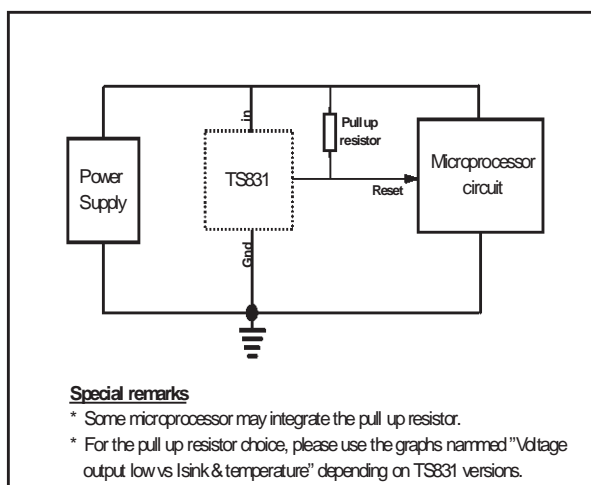 in
Pull up
resistor
Power
Supply
TS831
Microprocessor
circuit
Reset
Gnd
Special remarks
* Some microprocessor may integrate the pull up resistor.
* For the pull up resistor choice, please use the graphs nammed "Voltage
output low vs Isink & temperature" depending on TS831 versions.